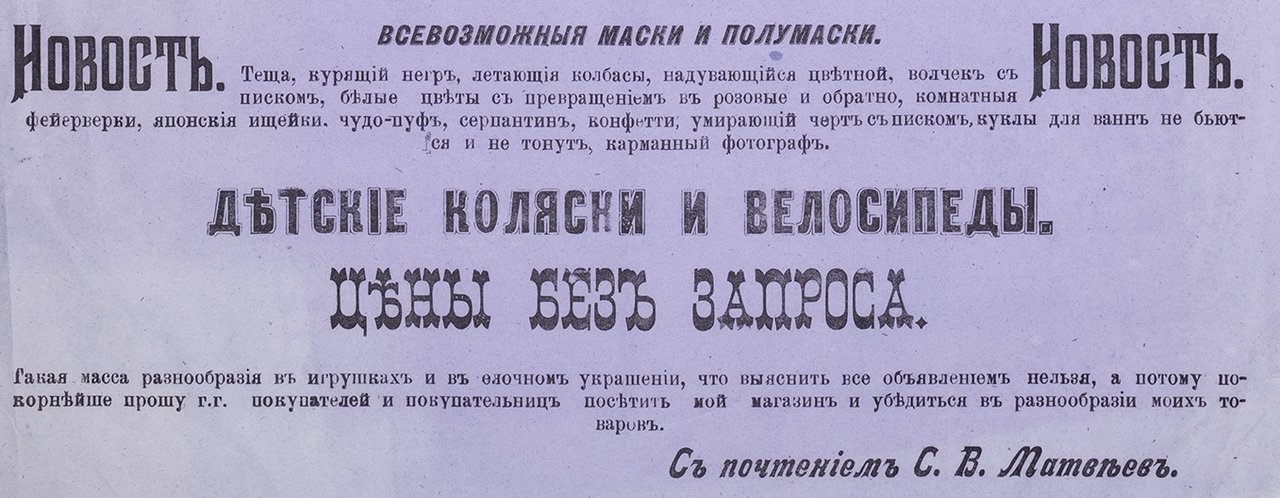 Новость.
ВСЕВОЗМОЖНЫЯ МАСКИ И ПОЛУМАСКИ.
Новость.
Теща, курящій негръ, летающія колбасы, надувающійся цвѣтной, волчек съ
пискомъ, бѣлые цвѣты съ превращеніемъ въ розовые и обратно, комнатныя
фейерверки, японскія ищейки. чудо-пуфъ, серпантинъ, конфетти, умирающій чертъ съ пискомъ, куклы для ваннъ не бьют-
ся и не тонутъ, карманный фотографъ.
ДѢТСКІЕ КОЛЯСКИ И ВЕЛОСИПЕДЫ.
ЦѢНЫ БЕЗЪ ЗАПРОСА.
Такая масса разнообразія въ игрушкахъ и въ елочномъ украшеніи, что выяснить все объявленіемъ нельзя, а потому по-
корнѣйше прошу г.г. покупателей и покупательницъ посѣтить мой магазинъ и убѣдиться въ разнообразіи моихъ то-
варовъ.
Съ почтеніемъ С. В. Матвѣевъ.